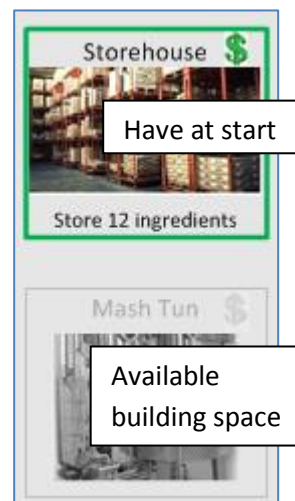 Storehouse $
Have at start
Store 12 ingredients
Mash Tun $
Available
building space